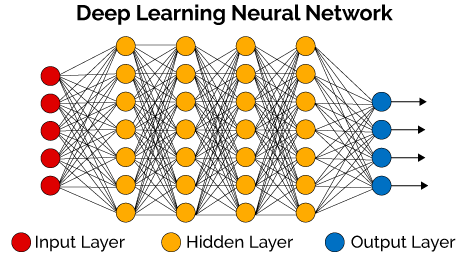 Deep Learning Neural Network
Input Layer Hidden Layer Output Layer